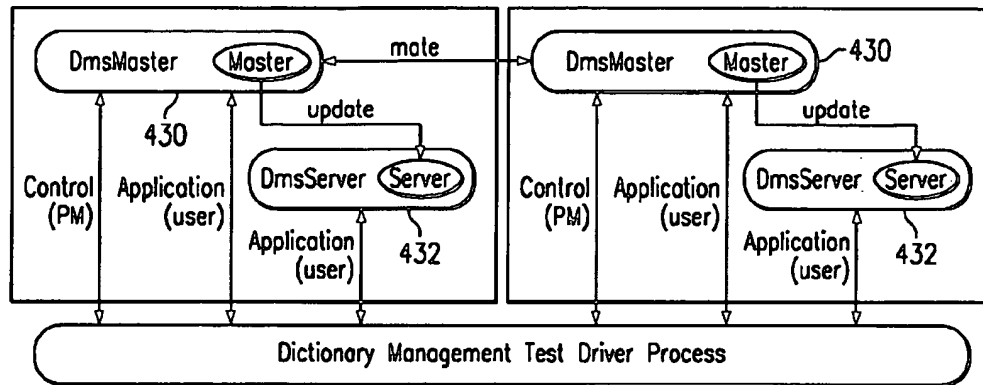 DmsMaster Master
mate
DmsMaster Master
430
430
update
update
DmsServer Server
DmsServer Server
Control
(PM)
Application
(user)
Application
(user)
432
Control
(PM)
Application
(user)
Application
(user)
432
Dictionary Management Test Driver Process